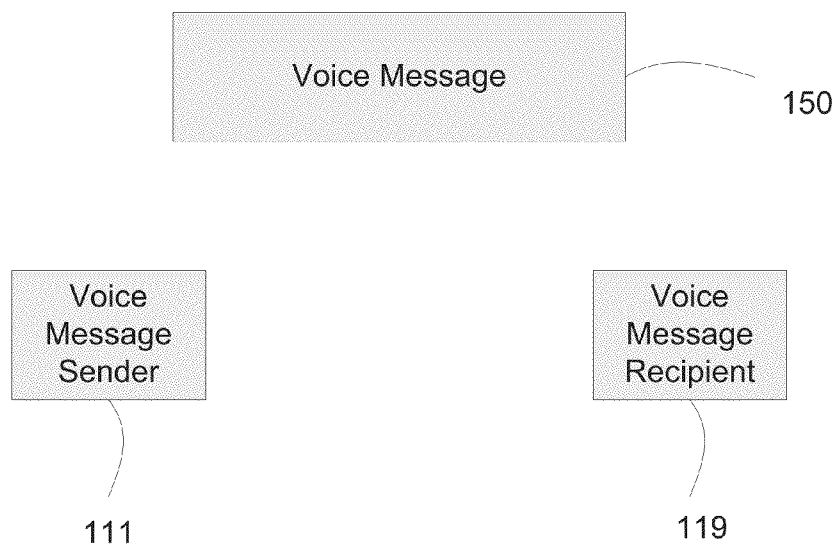 Voice Message
150
Voice
Message
Sender
Voice
Message
Recipient
111
119